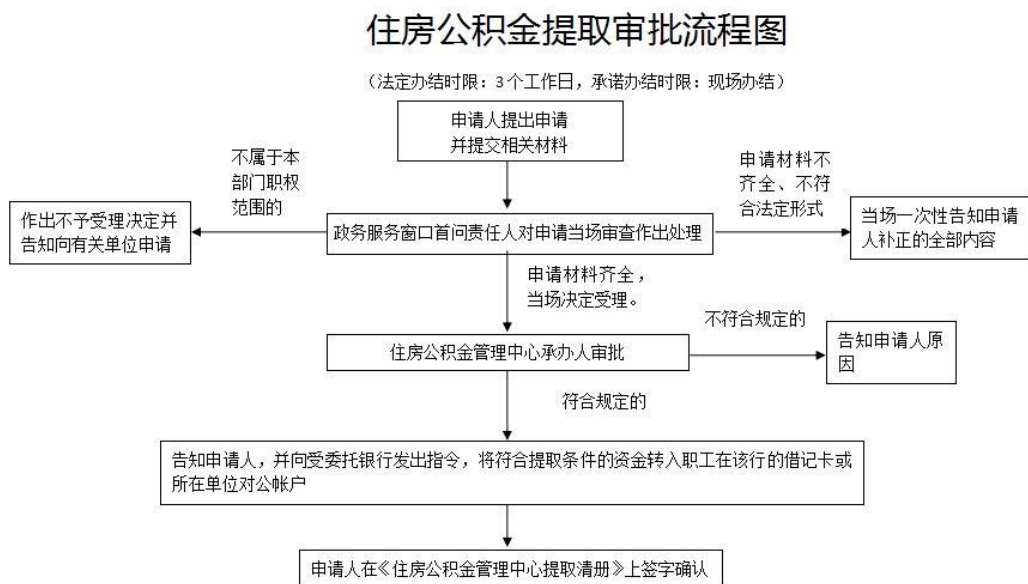 住房公积金提取审批流程图
（法定办结时限：3个工作日，承诺办结时限：现场办结）
申请人提出申请
并提交相关材料
不属于本
部门职权
范围的
申请材料不
齐全、不符
合法定形式
作出不予受理决定并
告知向有关单位申请
政务服务窗口首问责任人对申请当场审查作出处理
当场一次性告知申请
人补正的全部内容
申请材料齐全，
当场决定受理。
不符合规定的
住房公积金管理中心承办人审批
告知申请人原
因
符合规定的
告知申请人，并向受委托银行发出指令，将符合提取条件的资金转入职工在该行的借记卡或
所在单位对公帐户
申请人在《住房公积金管理中心提取清册》上签字确认